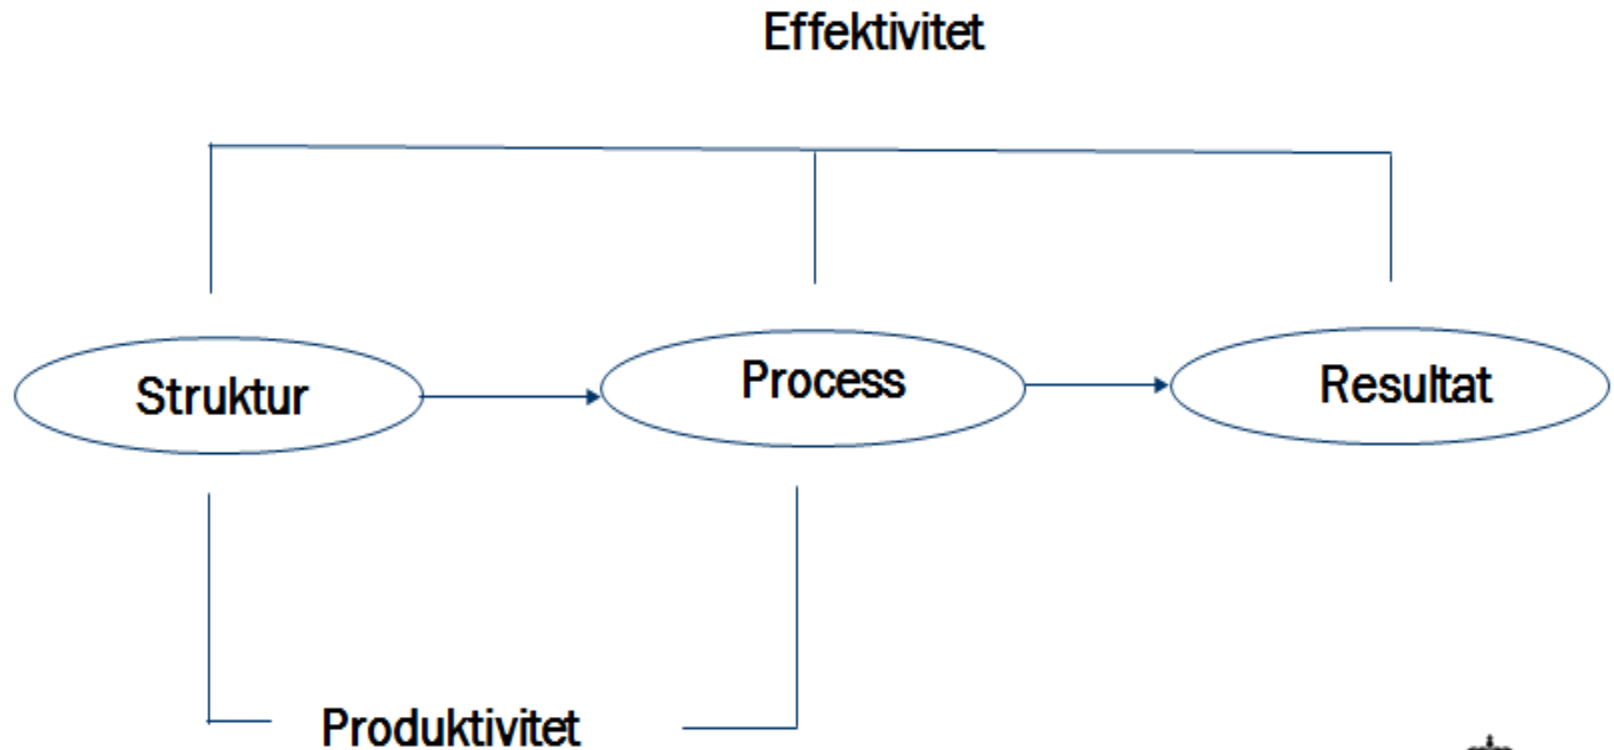 Effektivitet
Struktur
Process
Resultat
Produktivitet